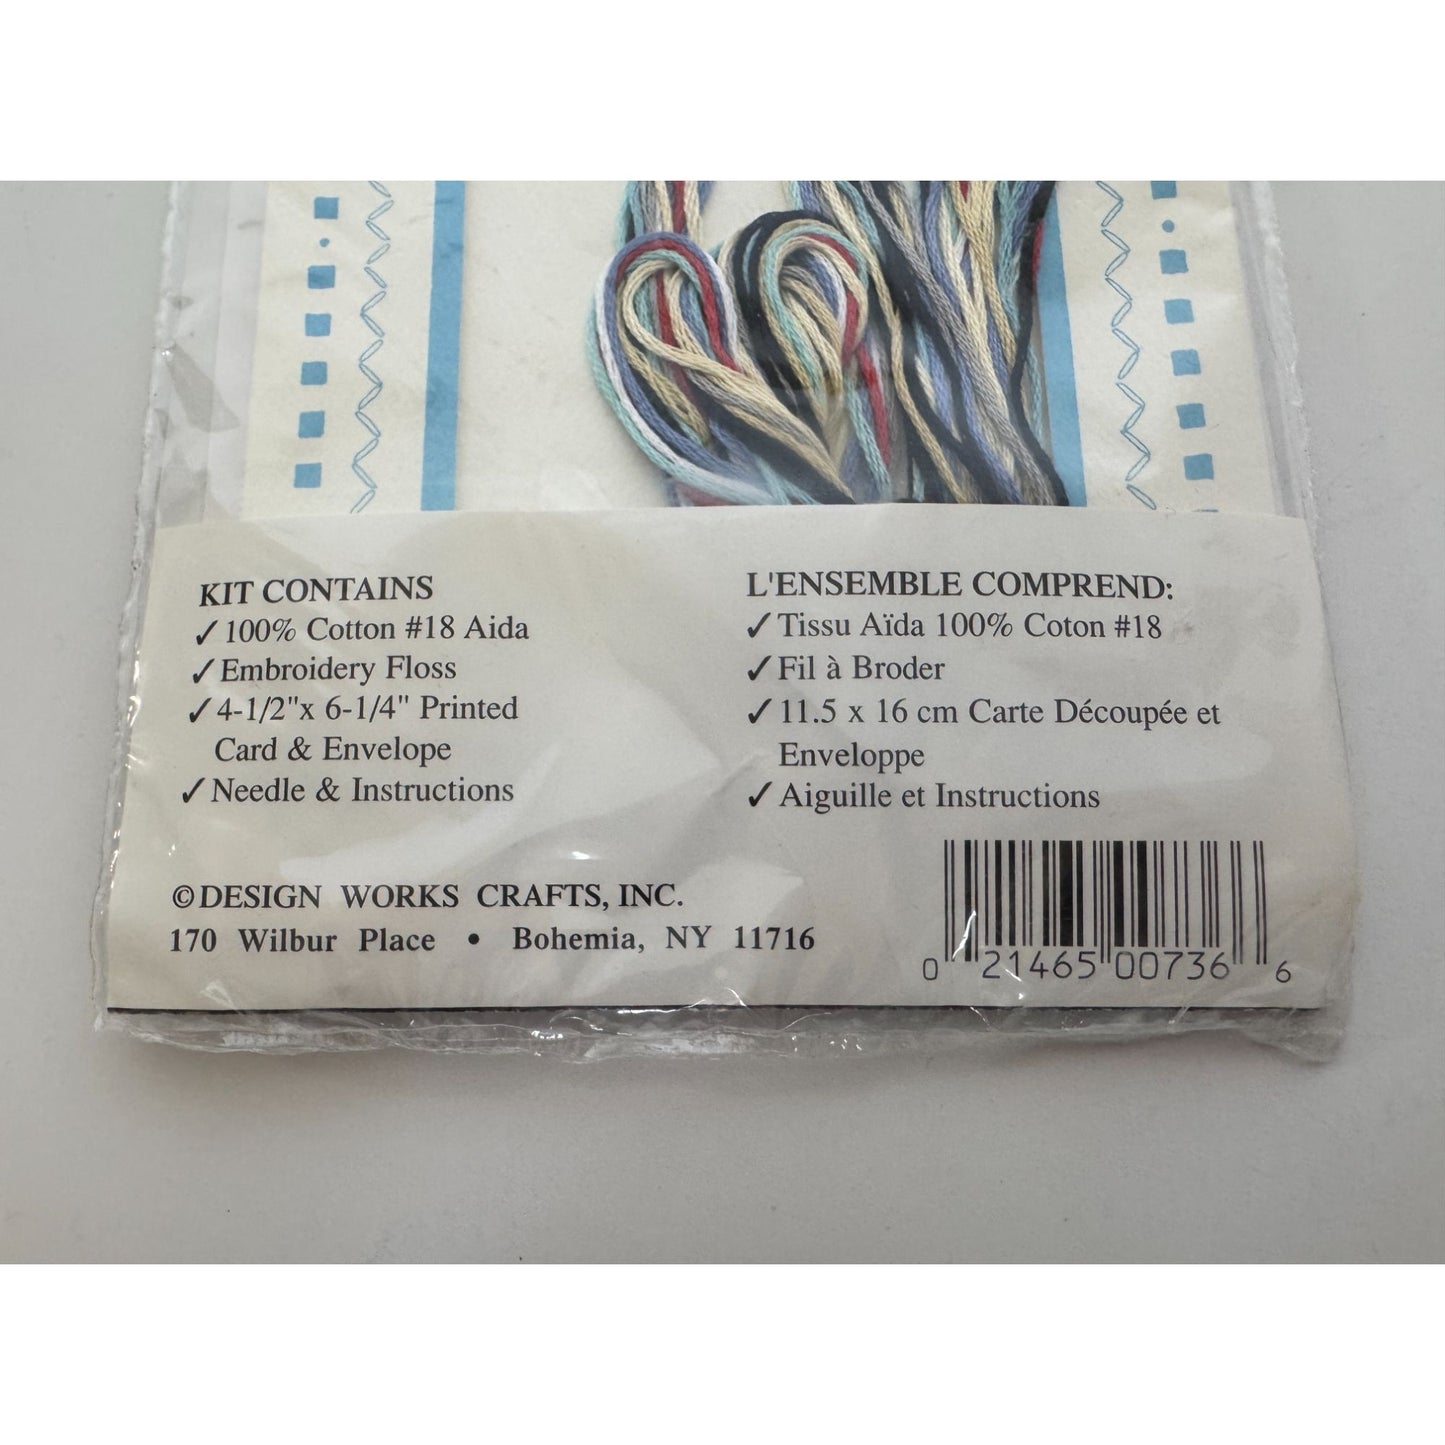 KIT CONTAINS
✓100% Cotton #18 Aida
✓Embroidery Floss
✓4-1/2"x 6-1/4" Printed
Card & Envelope
✓Needle & Instructions
L'ENSEMBLE COMPREND:
✓Tissu Aïda 100% Coton #18
✓Fil à Broder
✓11.5 x 16 cm Carte Découpée et
Enveloppe
✓Aiguille et Instructions
©DESIGN WORKS CRAFTS, INC.
170 Wilbur Place • Bohemia, NY 11716
0 21465 00736 6